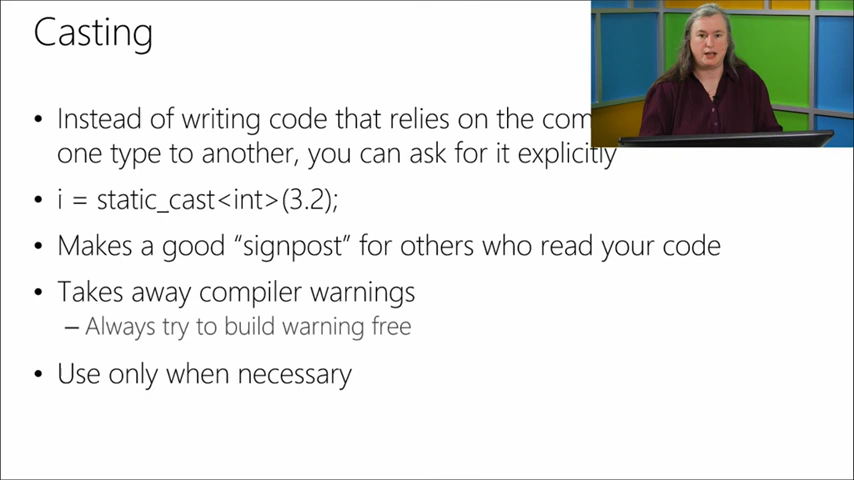 Casting
• Instead of writing code that relies on the
one type to another, you can ask for it explicitly
• i = static_cast<int>(3.2);
• Makes a good “signpost” for others who read your code
• Takes away compiler warnings
– Always try to build warning free
• Use only when necessary